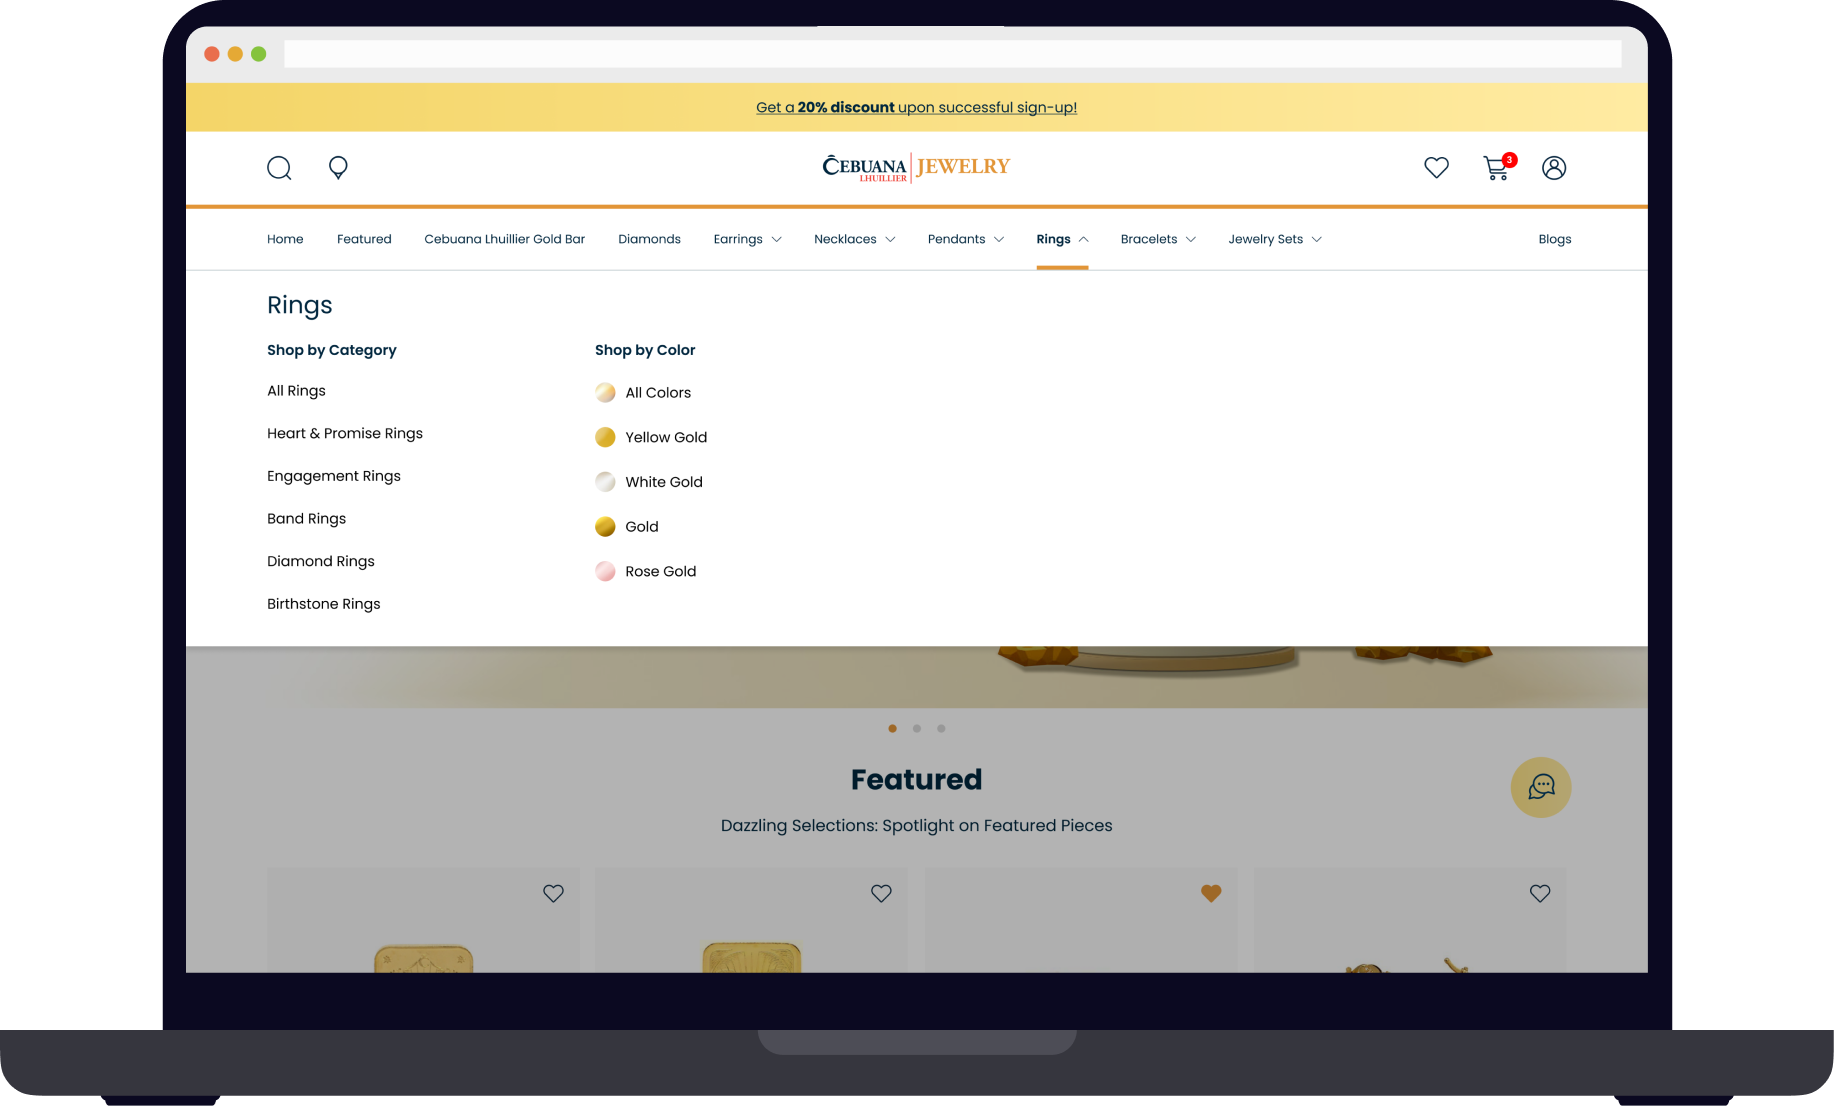 Get a 20% discount upon successful sign-up!
CEBUANA
LHUILLIER
JEWELRY
3
Home Featured Cebuana Lhuillier Gold Bar Diamonds Earrings Necklaces Pendants Rings Bracelets Jewelry Sets Blogs
Rings
Shop by Category
All Rings
Heart & Promise Rings
Engagement Rings
Band Rings
Diamond Rings
Birthstone Rings
Shop by Color
All Colors
Yellow Gold
White Gold
Gold
Rose Gold
Featured
Dazzling Selections: Spotlight on Featured Pieces